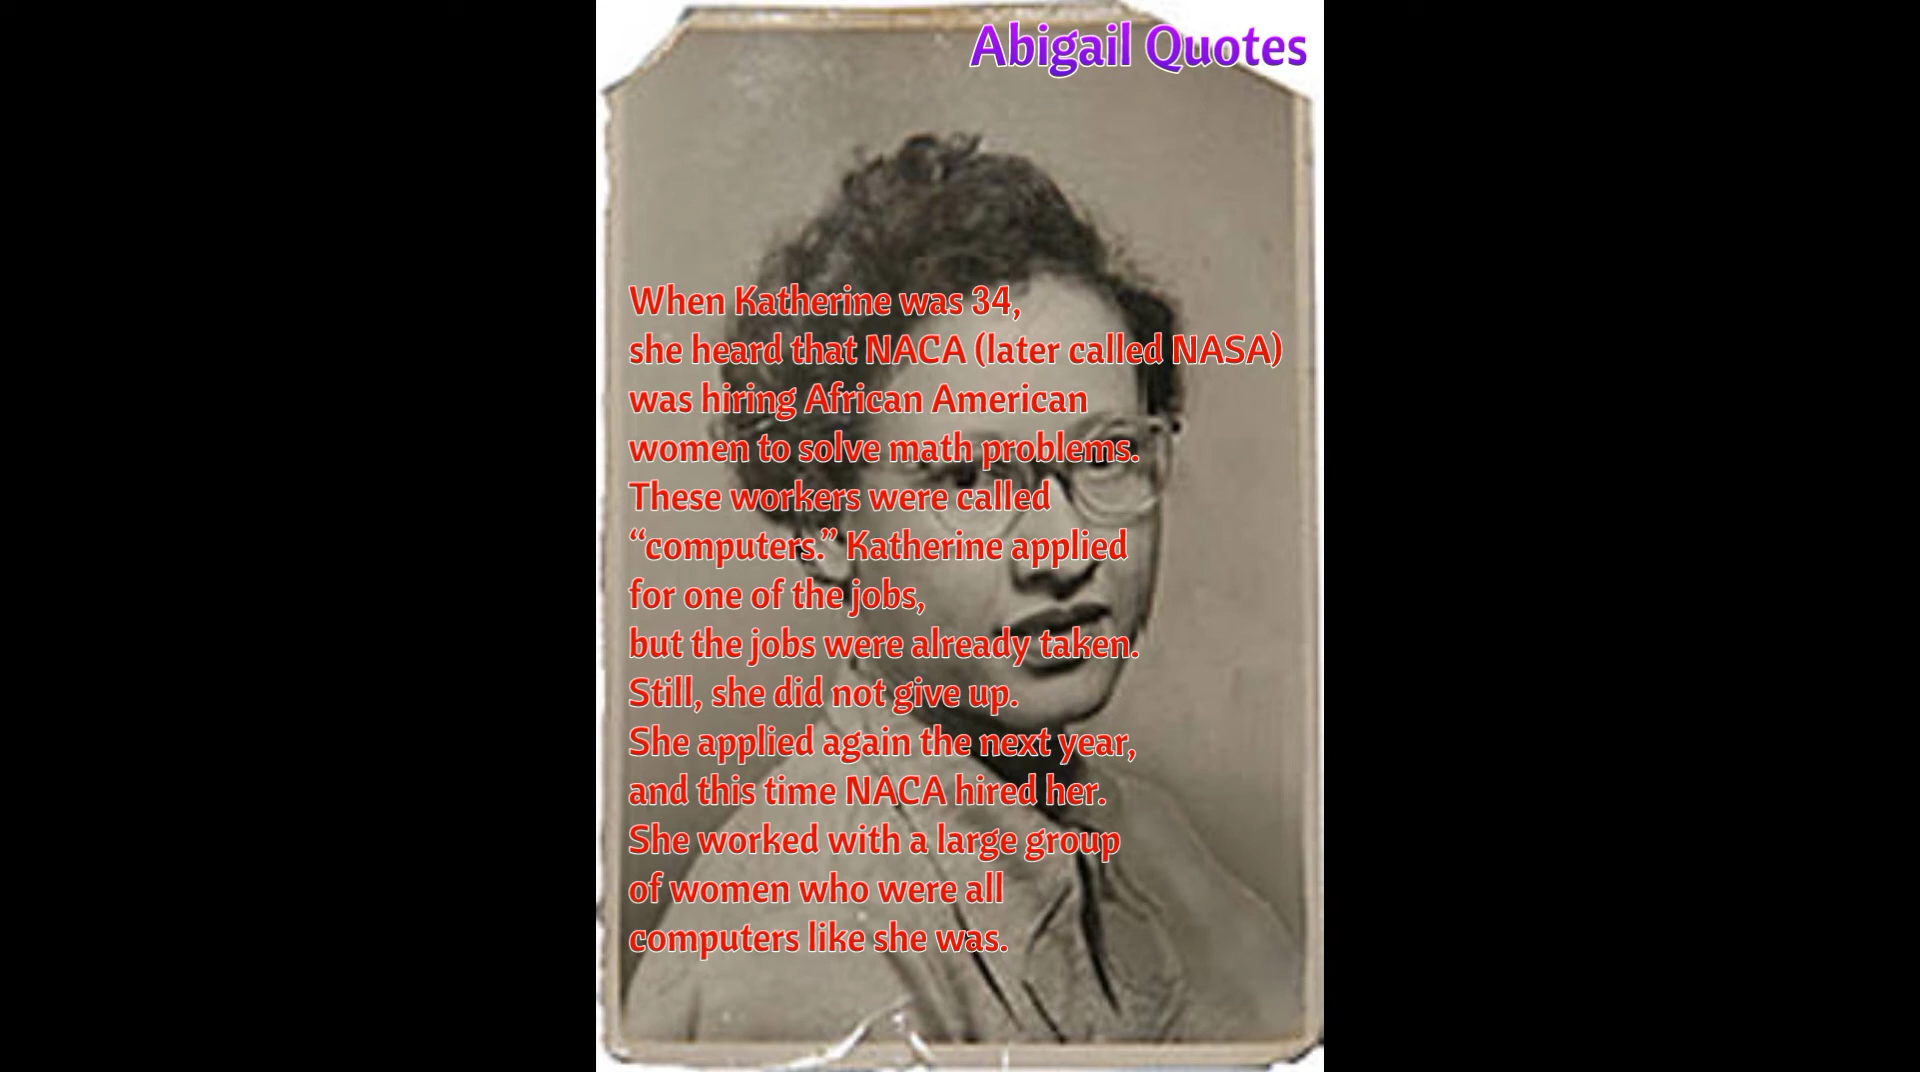 Abigail Quotes
When Katherine was 34,
she heard that NACA (later called NASA)
was hiring African American
women to solve math problems.
These workers were called
“computers.” Katherine applied
for one of the jobs,
but the jobs were already taken.
Still, she did not give up.
She applied again the next year,
and this time NACA hired her.
She worked with a large group
of women who were all
computers like she was.